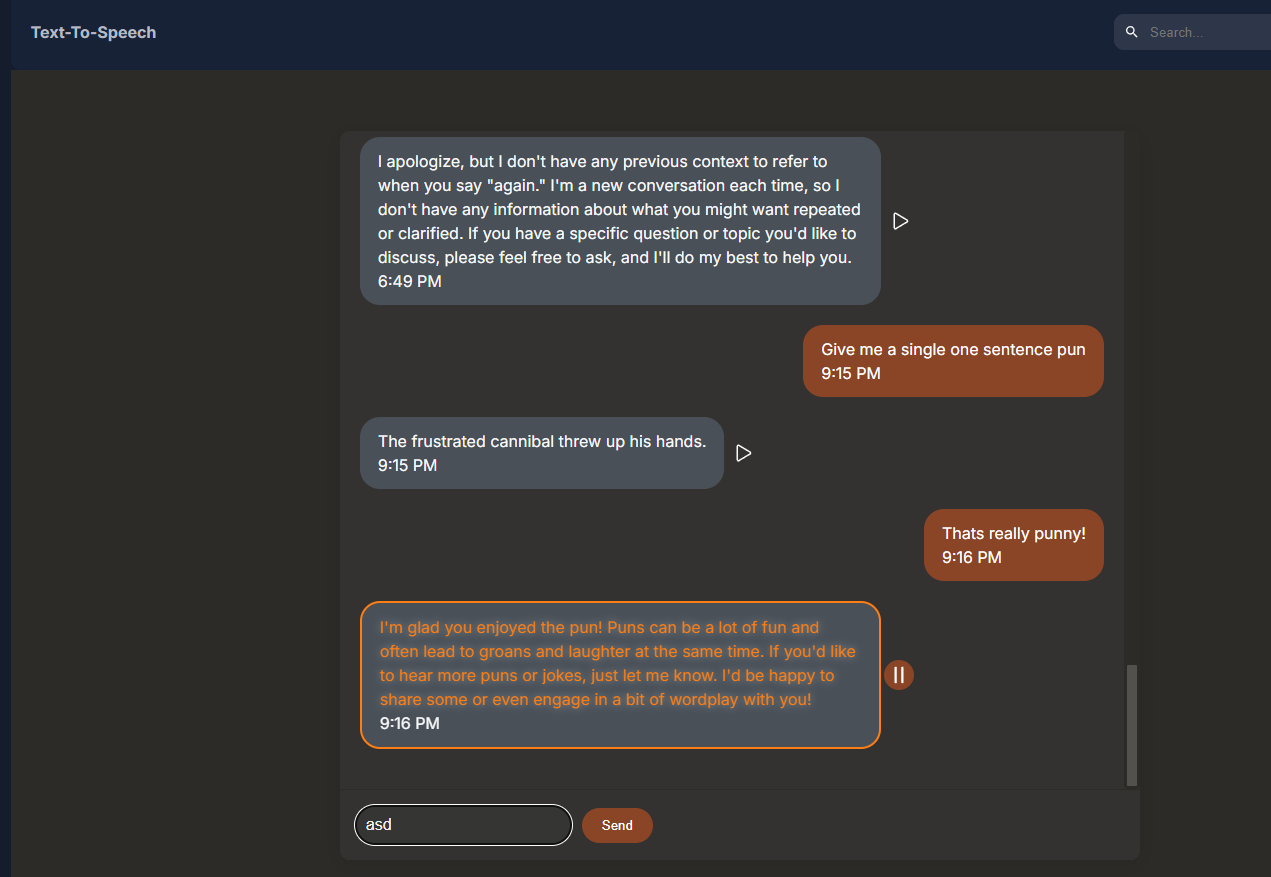 Text-To-Speech
Search...
I apologize, but I don't have any previous context to refer to
when you say "again." I'm a new conversation each time, so I
don't have any information about what you might want repeated
or clarified. If you have a specific question or topic you'd like to
discuss, please feel free to ask, and I'll do my best to help you.
6:49 PM
Give me a single one sentence pun
9:15 PM
The frustrated cannibal threw up his hands.
9:15 PM
Thats really punny!
9:16 PM
I'm glad you enjoyed the pun! Puns can be a lot of fun and
often lead to groans and laughter at the same time. If you'd like
to hear more puns or jokes, just let me know. I'd be happy to
share some or even engage in a bit of wordplay with you!
9:16 PM
asd
Send